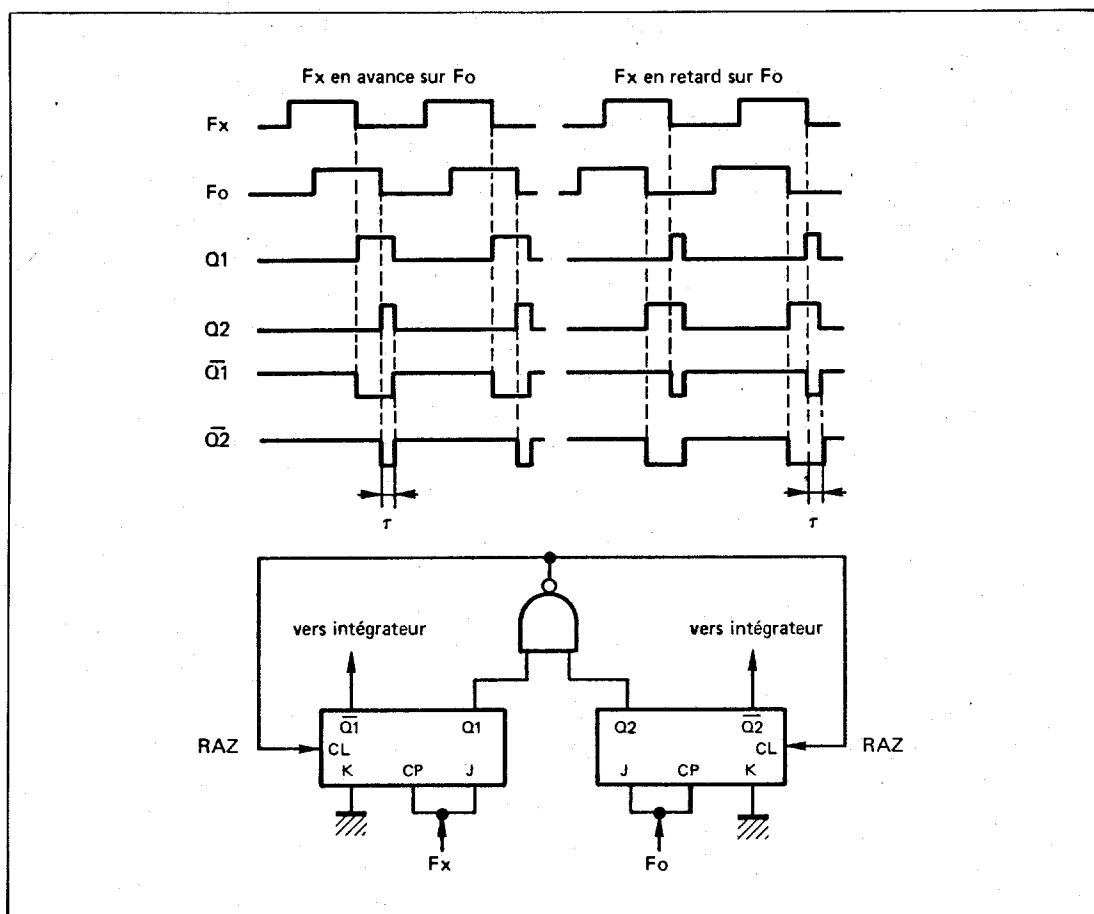 Fx en avance sur Fo Fx en retard sur Fo
Fx
Fo
Q1
Q2
Q̅1̅
Q̅2̅
τ τ
vers intégrateur vers intégrateur
Q̅1̅ Q1 Q2 Q̅2̅
RAZ CL CL RAZ
K CP J J CP K
Fx Fo